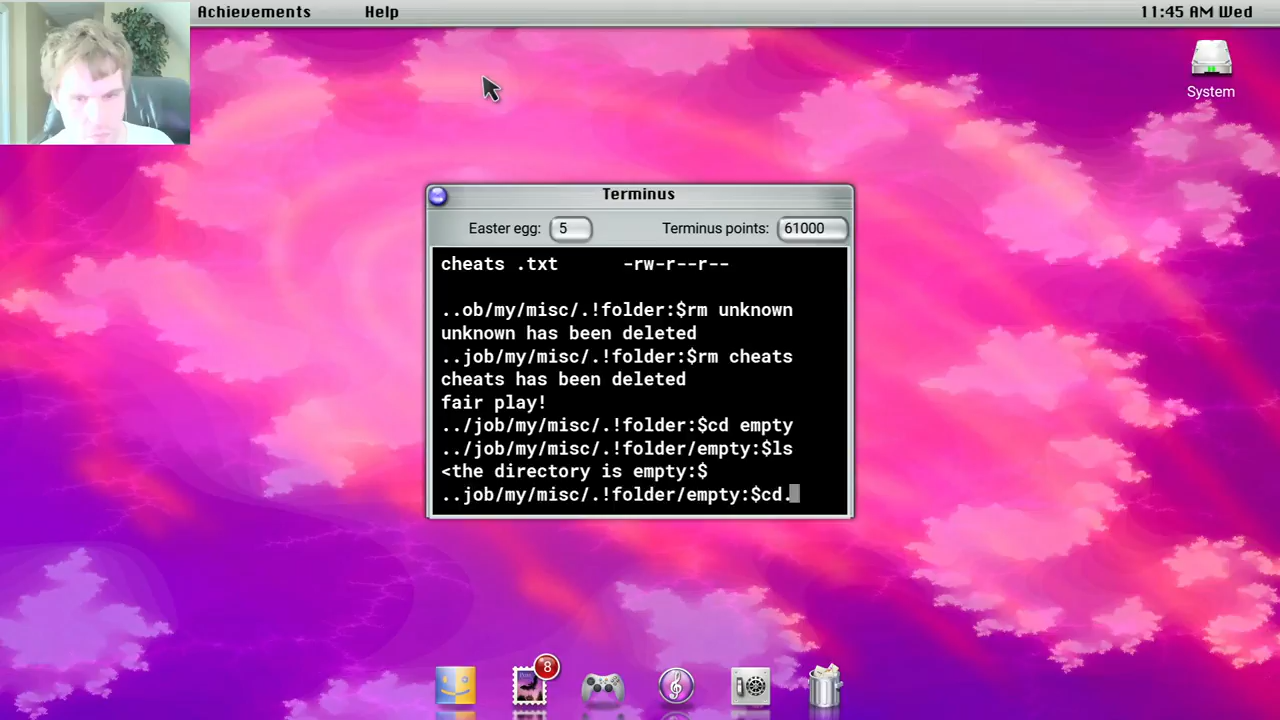 Achievements Help 11:45 AM Wed
System
Terminus
Easter egg: 5 Terminus points: 61000
cheats .txt -rw-r--r--
..ob/my/misc/.!folder:$rm unknown
unknown has been deleted
..job/my/misc/.!folder:$rm cheats
cheats has been deleted
fair play!
../job/my/misc/.!folder:$cd empty
../job/my/misc/.!folder/empty:$ls
<the directory is empty:$
..job/my/misc/.!folder/empty:$cd.
8